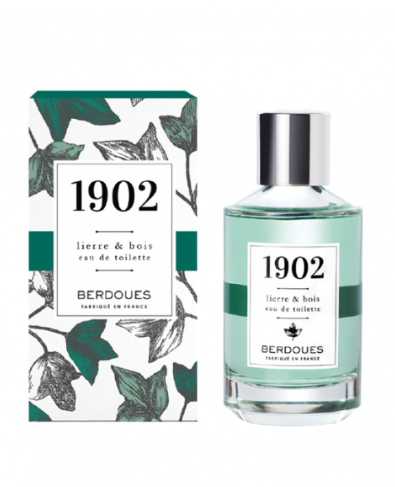 1902
lierre & bois
eau de toilette
BERDOUES
FABRIQUÉ EN FRANCE
1902
lierre & bois
eau de toilette
BERDOUES
FABRIQUÉ EN FRANCE